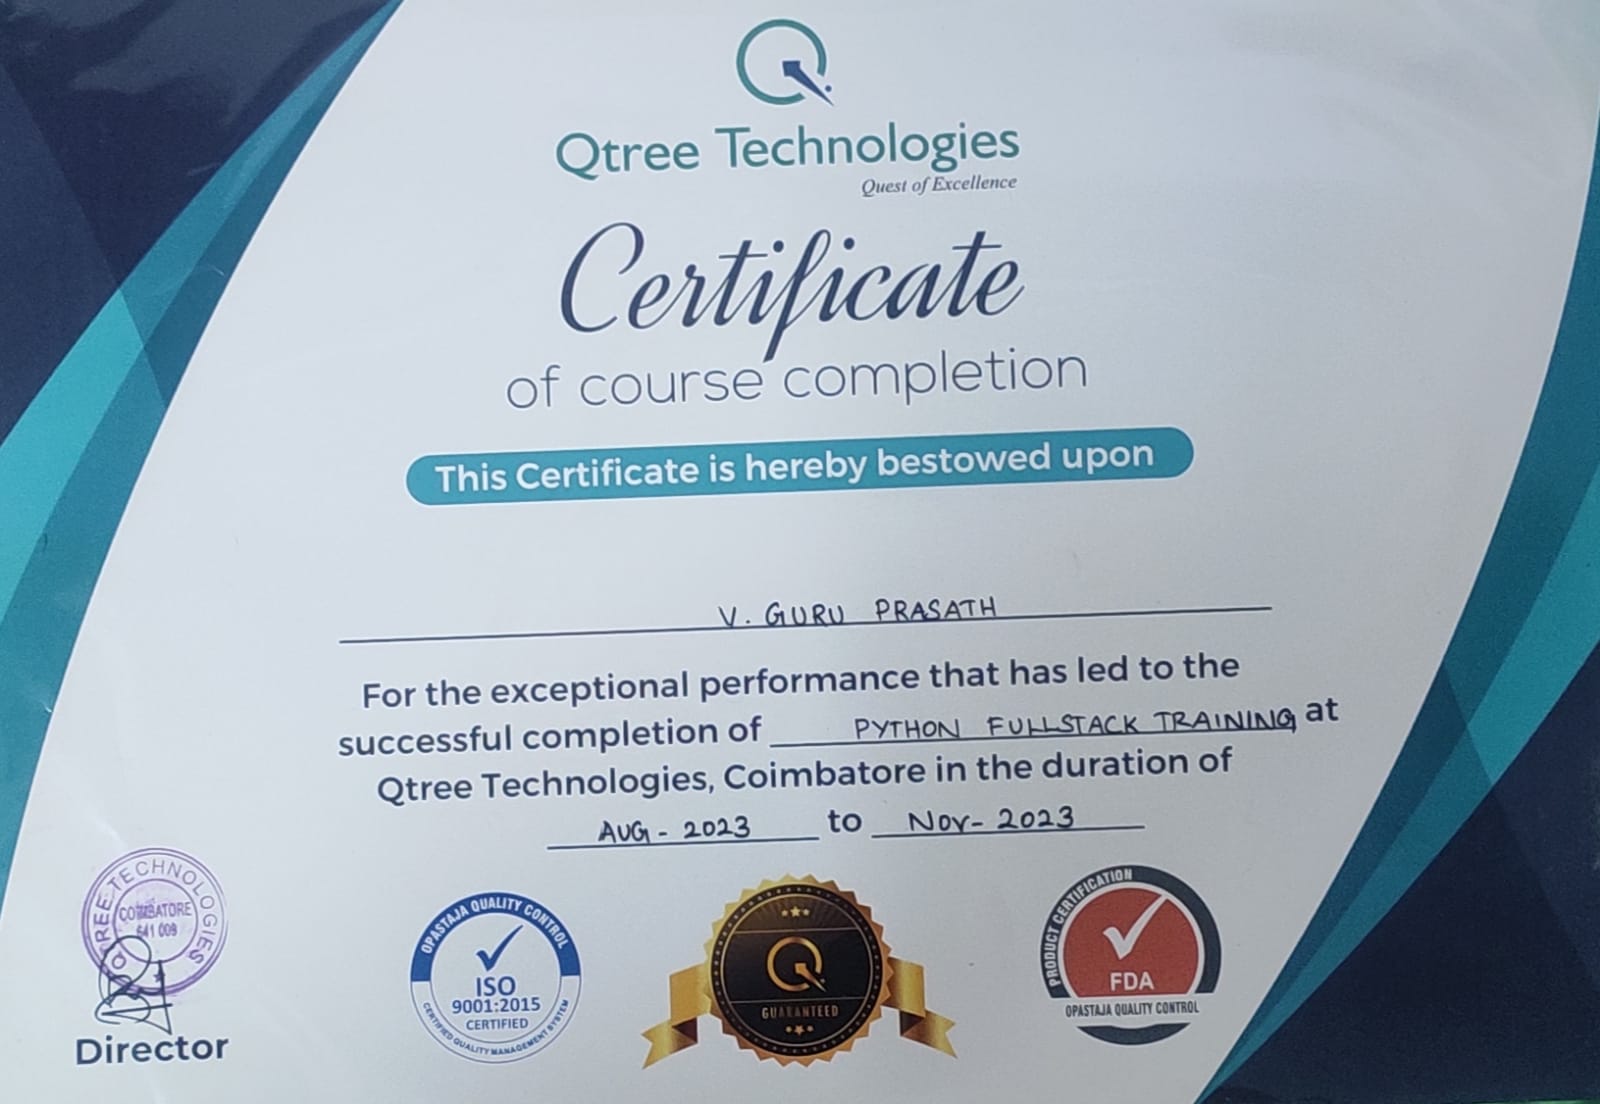 Qtree Technologies
Quest of Excellence
Certificate
of course completion
This Certificate is hereby bestowed upon
V. GURU PRASATH
For the exceptional performance that has led to the
successful completion of PYTHON FULLSTACK TRAINING at
Qtree Technologies, Coimbatore in the duration of
AUG - 2023 to Nov- 2023
QTREE TECHNOLOGIES
COIMBATORE
641 009
Director
OPASTAJA QUALITY CONTROL
ISO
9001:2015
CERTIFIED
CERTIFIED QUALITY MANAGEMENT SYSTEM
GUARANTEED
PRODUCT CERTIFICATION
FDA
OPASTAJA QUALITY CONTROL